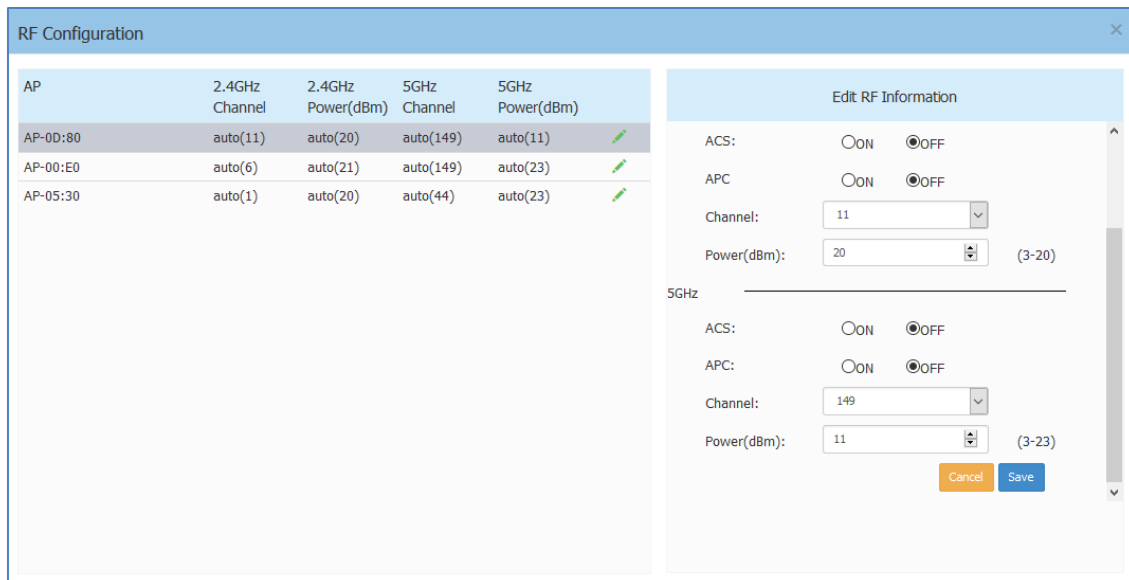 RF Configuration ×
AP 2.4GHz Channel 2.4GHz Power(dBm) 5GHz Channel 5GHz Power(dBm)
AP-0D:80 auto(11) auto(20) auto(149) auto(11)
AP-00:E0 auto(6) auto(21) auto(149) auto(23)
AP-05:30 auto(1) auto(20) auto(44) auto(23)
Edit RF Information
ACS: ON OFF
APC ON OFF
Channel: 11
Power(dBm): 20 (3-20)
5GHz
ACS: ON OFF
APC: ON OFF
Channel: 149
Power(dBm): 11 (3-23)
Cancel Save